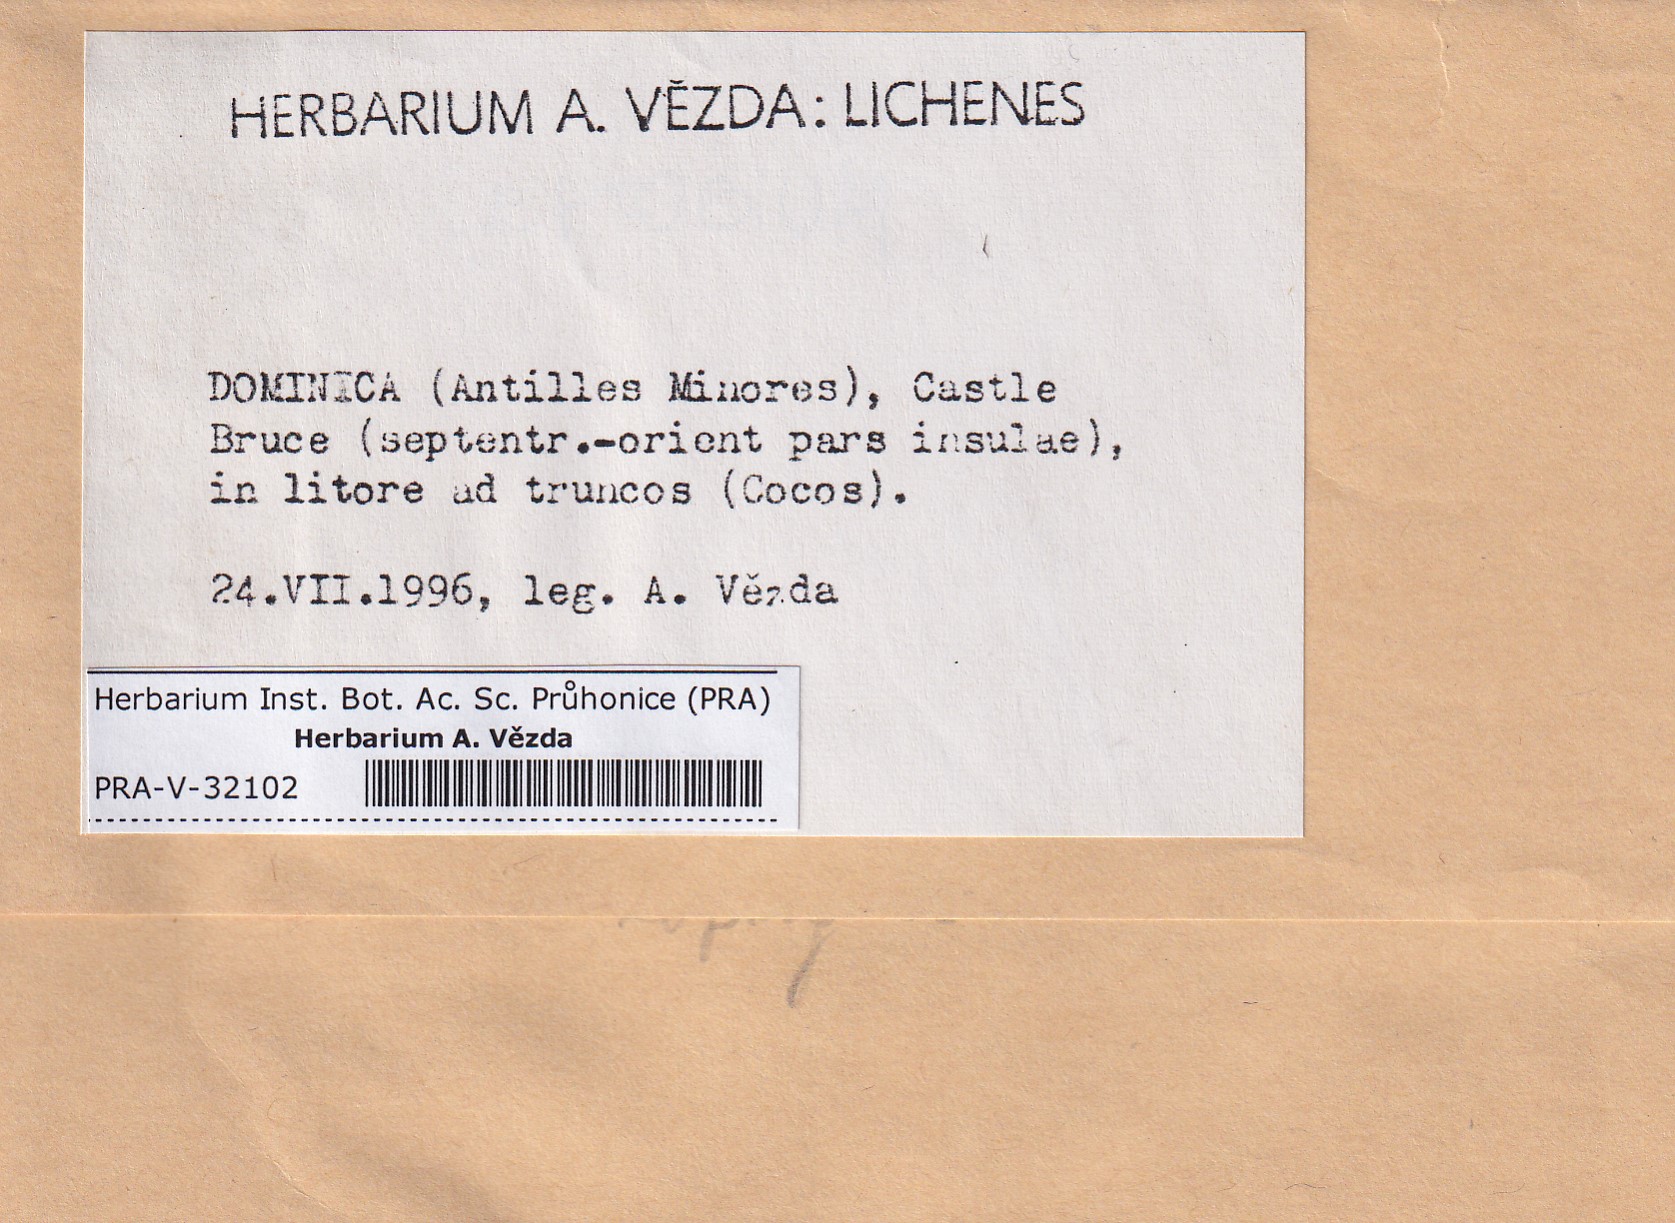 HERBARIUM A. VĚZDA: LICHENES
DOMINICA (Antilles Minores), Castle
Bruce (septentr.-orient pars insulae),
in litore ad truncos (Cocos).
24.VII.1996, leg. A. Vězda
Herbarium Inst. Bot. Ac. Sc. Průhonice (PRA)
Herbarium A. Vězda
PRA-V-32102